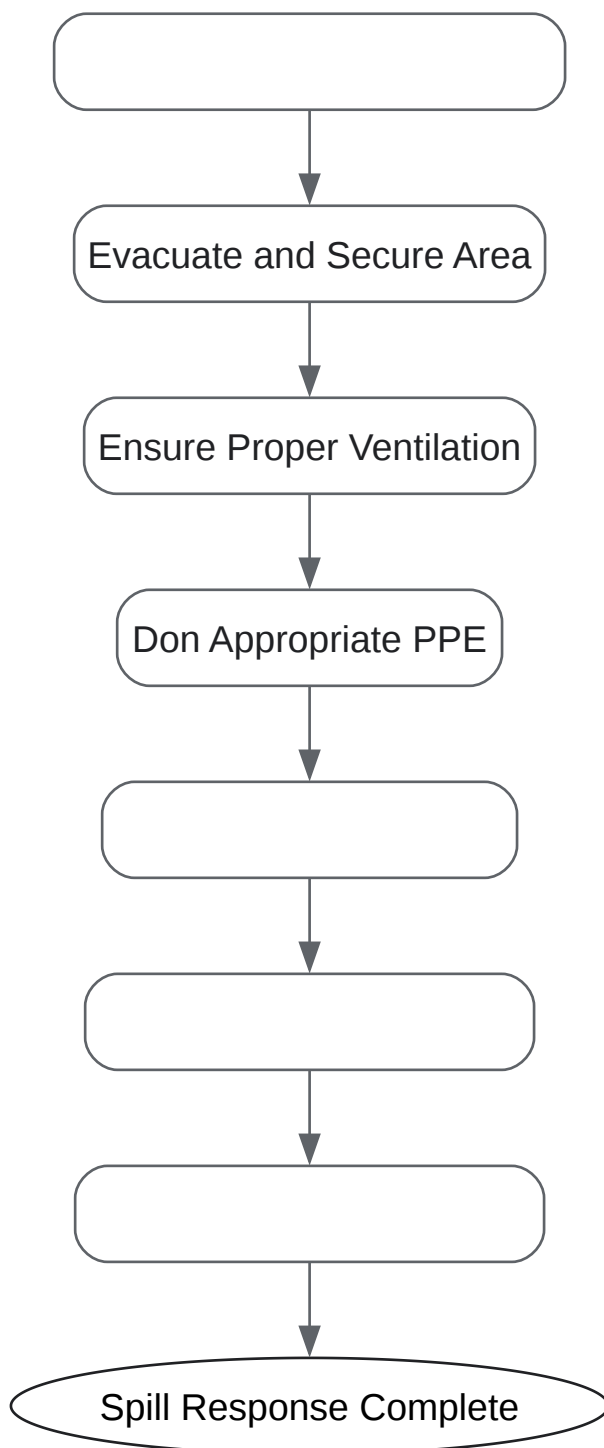 Evacuate and Secure Area
Ensure Proper Ventilation
Don Appropriate PPE
Spill Response Complete